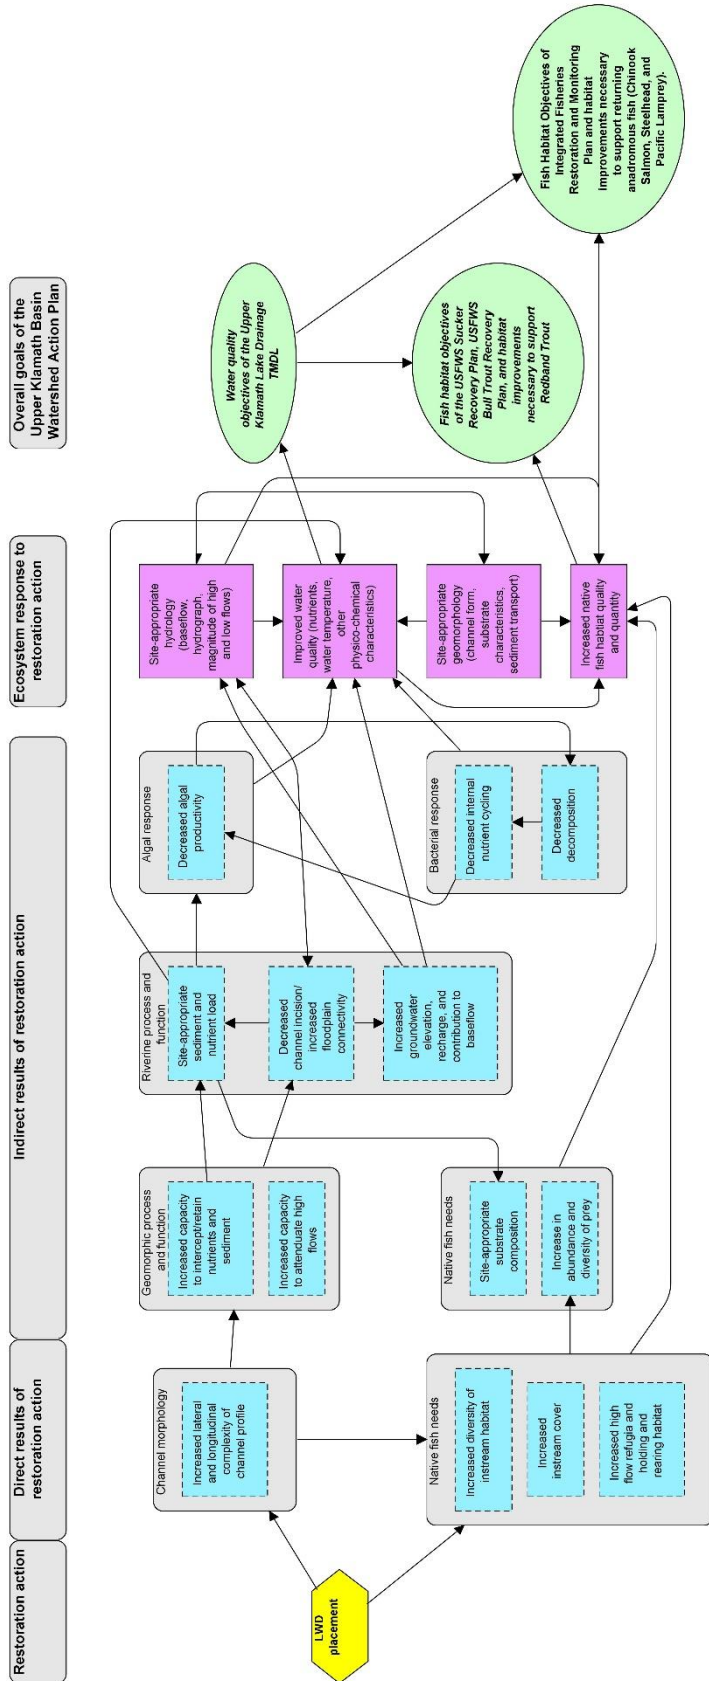 Restoration action
Direct results of
restoration action
Indirect results of restoration action
Ecosystem response to
restoration action
Overall goals of the
Upper Klamath Basin
Watershed Action Plan
LWD
placement
Channel morphology
Increased lateral
and longitudinal
complexity of
channel profile
Native fish needs
Increased diversity of
instream habitat
Increased
instream cover
Increased high
flow refugia and
holding and
rearing habitat
Geomorphic process
and function
Increased capacity
to intercept/retain
nutrients and
sediment
Increased capacity
to attenduate high
flows
Native fish needs
Site-appropriate
substrate
composition
Increase in
abundance and
diversity of prey
Riverine process and
function
Site-appropriate
sediment and
nutrient load
Decreased
channel incision/
increased
floodplain
connectivity
Increased
groundwater
elevation,
recharge, and
contribution to
baseflow
Algal response
Decreased algal
productivity
Bacterial response
Decreased internal
nutrient cycling
Decreased
decomposition
Site-appropriate
hydrology
(baseflow,
hydrograph,
magnitude of high
and low flows)
Improved water
quality (nutrients,
water temperature,
other
physico-chemical
characteristics)
Site-appropriate
geomorphology
(channel form,
substrate
characteristics,
sediment transport)
Increased native
fish habtiat quality
and quantity
Water quality
objectives of the Upper
Klamath Lake Drainage
TMDL
Fish habitat objectives
of the USFWS Sucker
Recovery Plan, USFWS
Bull Trout Recovery
Plan, and habitat
improvements
necessary to support
Redband Trout
Fish Habitat Objectives of
Integrated Fisheries
Restoration and Monitoring
Plan and habitat
improvements necessary
to support returning
anadromous fish (Chinook
Salmon, Steelhead, and
Pacific Lamprey).